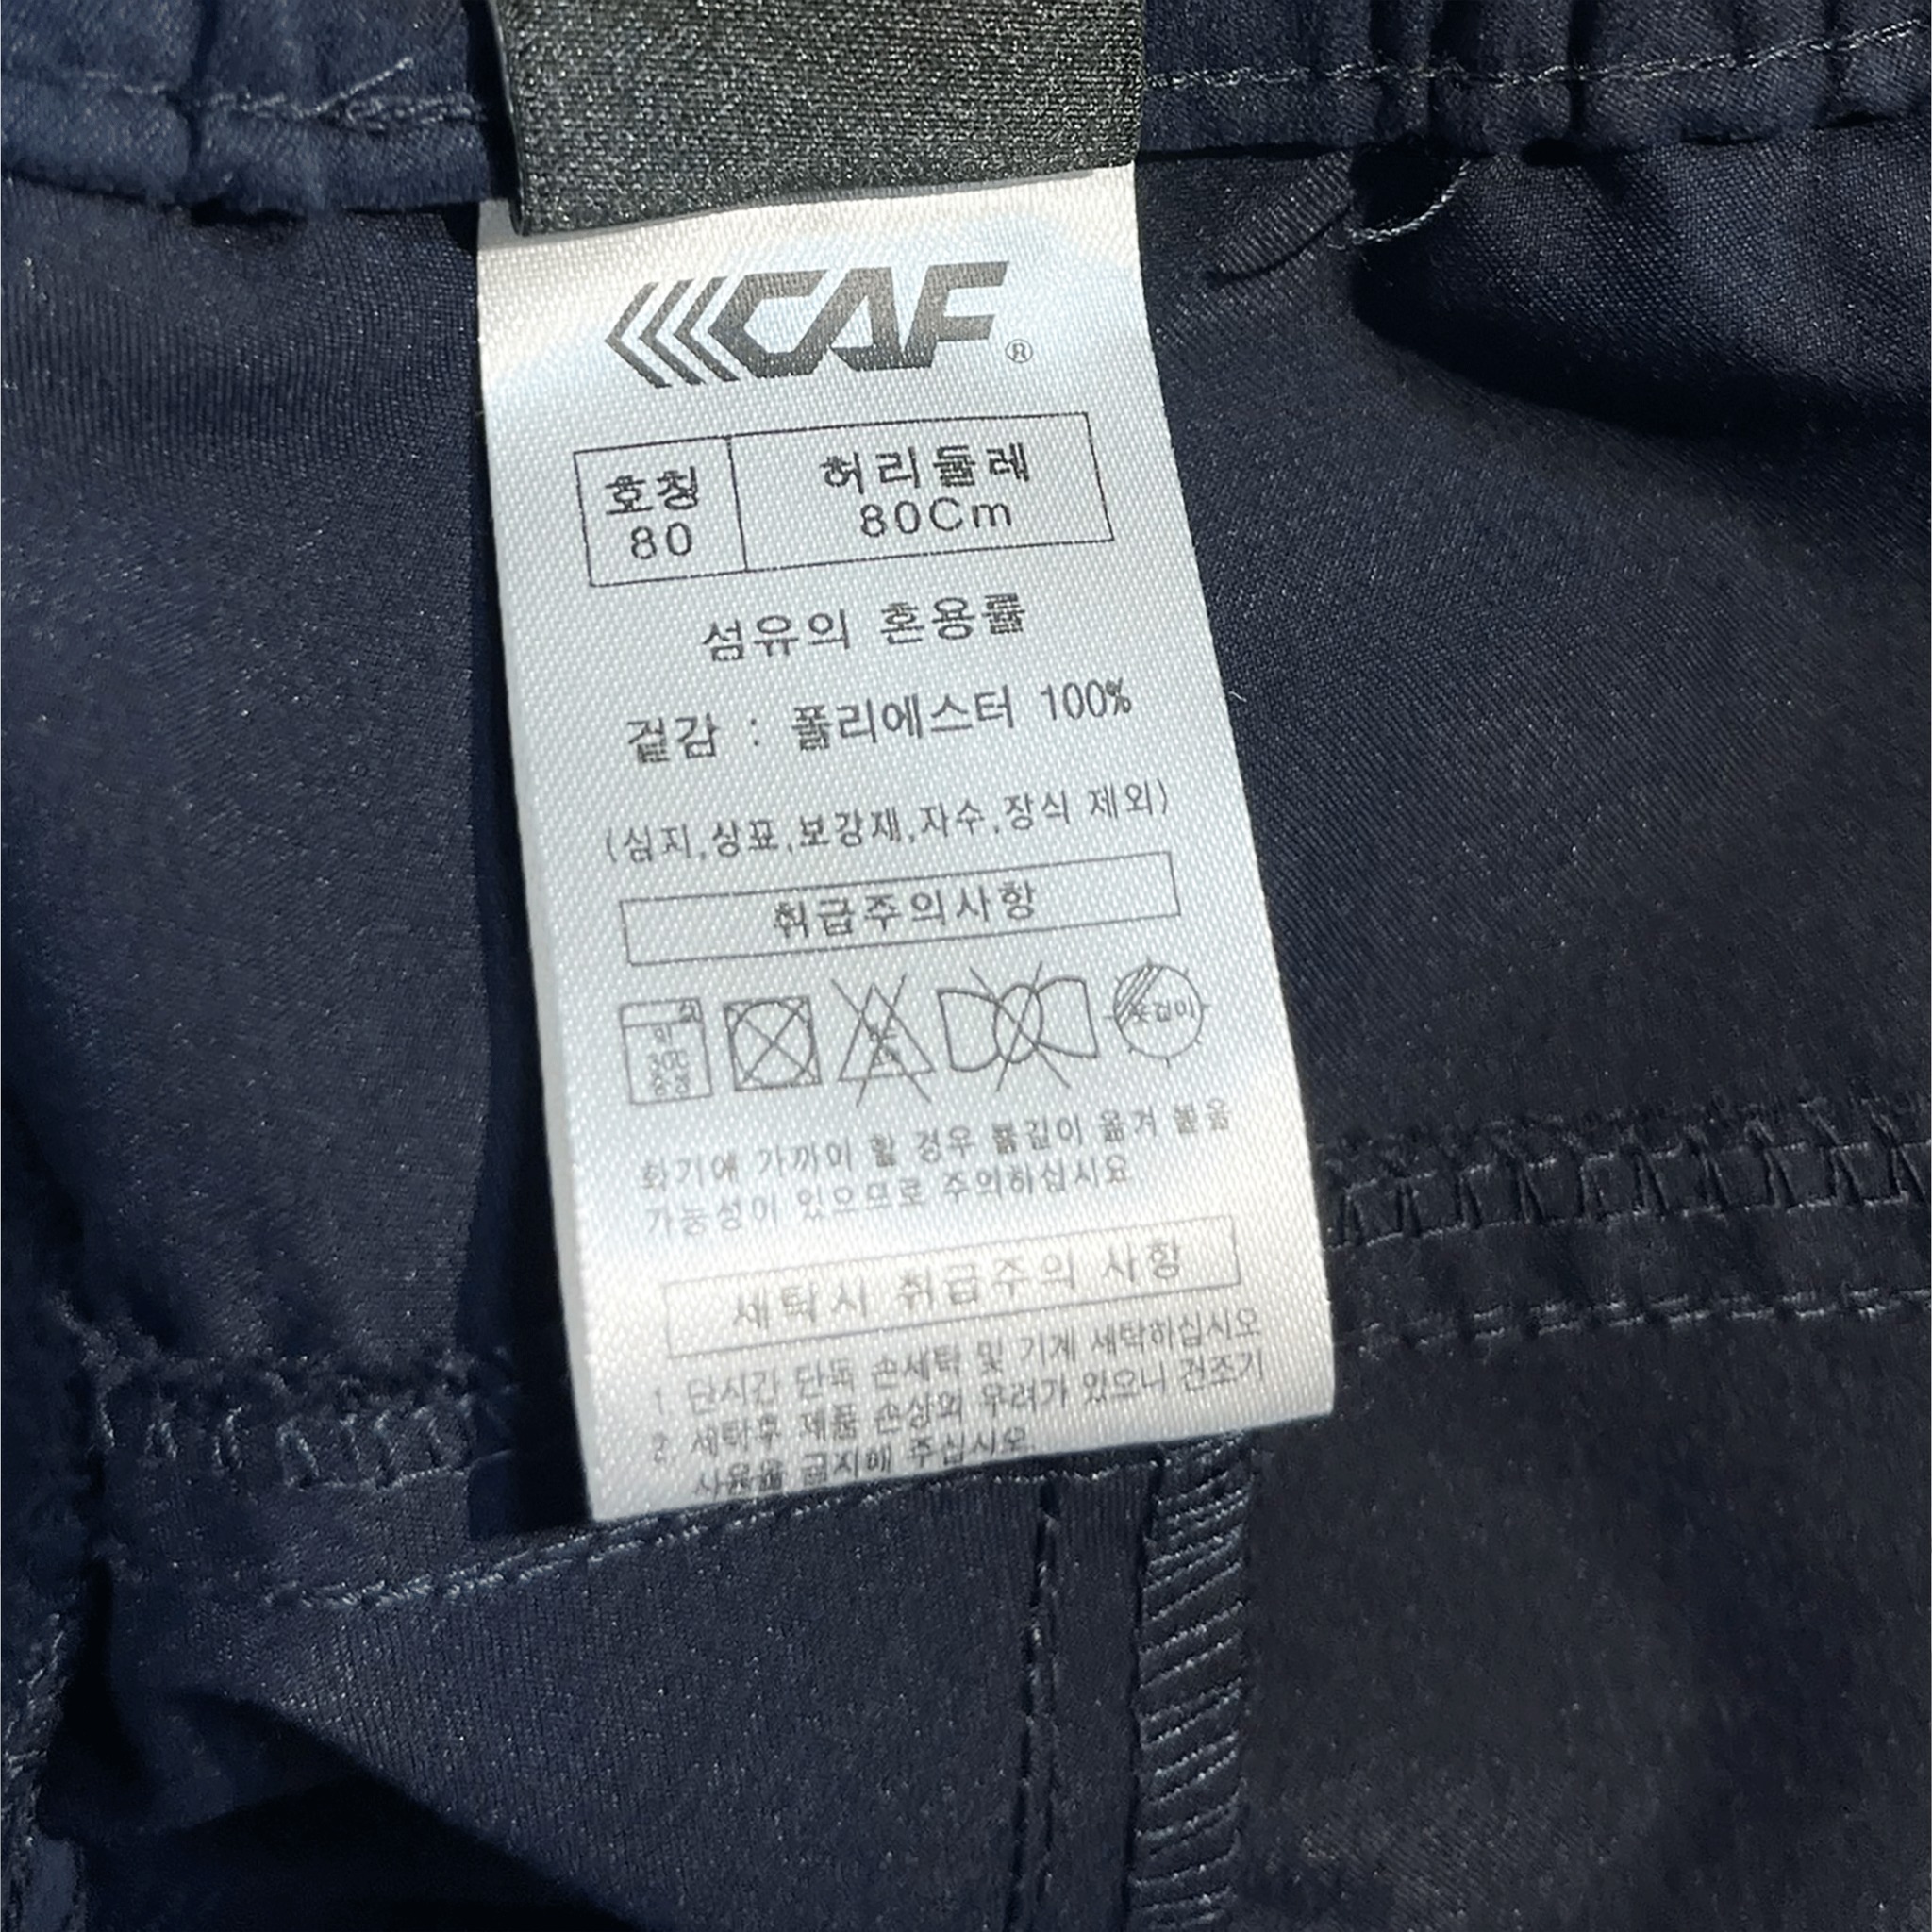 CAF®
호칭 허리둘레
80 80Cm
섬유의 혼용률
겉감 : 폴리에스터 100%
(심지,상표,보강재,자수,장식 제외)
취급주의사항
옷걸이
화기에 가까이 할 경우 불길이 옮겨 붙을
가능성이 있으므로 주의하십시요
세탁시 취급주의 사항
1 단시간 단독 손세탁 및 기계 세탁하십시오
2. 세탁후 제품 손상의 우려가 있으니 건조기
사용을 금지해 주십시오